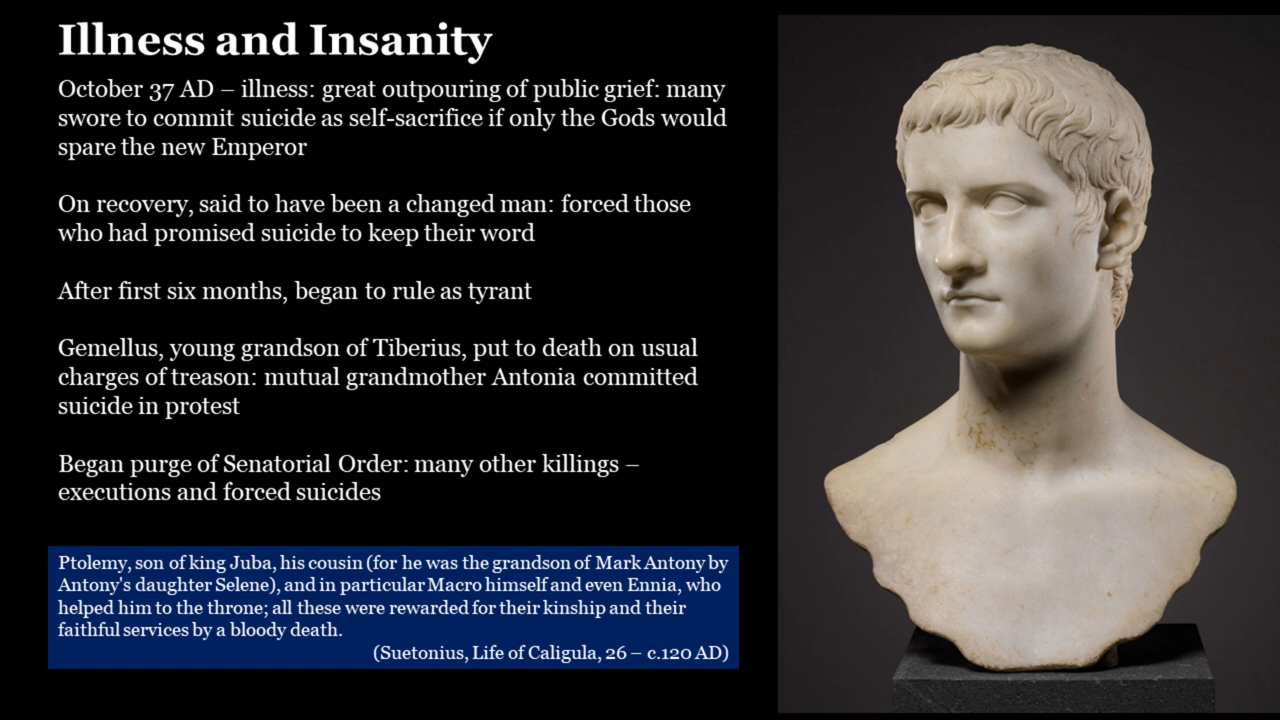 Illness and Insanity
October 37 AD – illness: great outpouring of public grief: many
swore to commit suicide as self-sacrifice if only the Gods would
spare the new Emperor
On recovery, said to have been a changed man: forced those
who had promised suicide to keep their word
After first six months, began to rule as tyrant
Gemellus, young grandson of Tiberius, put to death on usual
charges of treason: mutual grandmother Antonia committed
suicide in protest
Began purge of Senatorial Order: many other killings –
executions and forced suicides
Ptolemy, son of king Juba, his cousin (for he was the grandson of Mark Antony by
Antony's daughter Selene), and in particular Macro himself and even Ennia, who
helped him to the throne; all these were rewarded for their kinship and their
faithful services by a bloody death.
(Suetonius, Life of Caligula, 26 – c.120 AD)